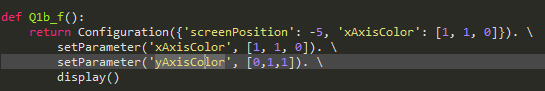 def Q1b_f():
    return Configuration({'screenPosition': -5, 'xAxisColor': [1, 1, 0]}). \
        setParameter('xAxisColor', [1, 1, 0]). \
        setParameter('yAxisColor', [0,1,1]). \
        display()